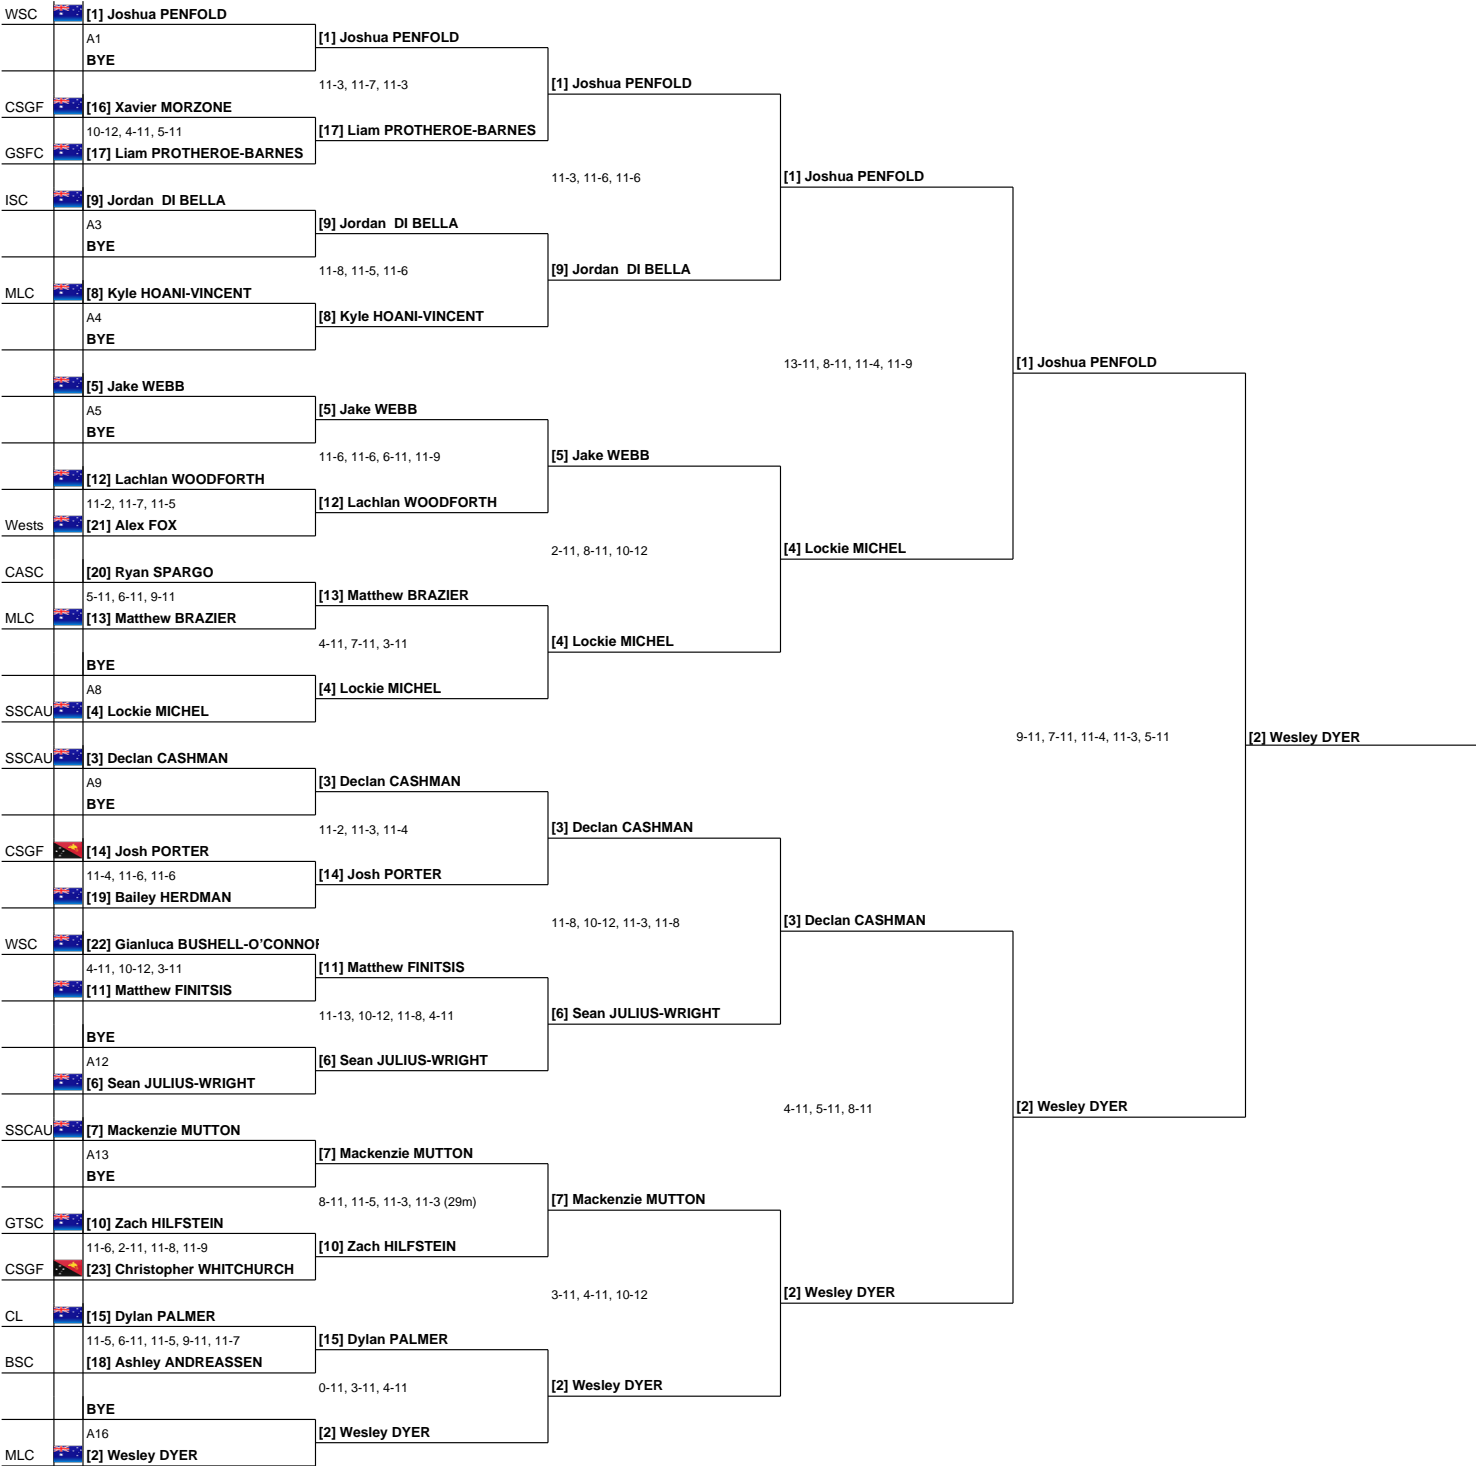 WSC [1] Joshua PENFOLD
A1 [1] Joshua PENFOLD
BYE
11-3, 11-7, 11-3 [1] Joshua PENFOLD
CSGF [16] Xavier MORZONE
10-12, 4-11, 5-11 [17] Liam PROTHEROE-BARNES
GSFC [17] Liam PROTHEROE-BARNES
11-3, 11-6, 11-6 [1] Joshua PENFOLD
ISC [9] Jordan DI BELLA
A3 [9] Jordan DI BELLA
BYE
11-8, 11-5, 11-6 [9] Jordan DI BELLA
MLC [8] Kyle HOANI-VINCENT
A4 [8] Kyle HOANI-VINCENT
BYE
13-11, 8-11, 11-4, 11-9 [1] Joshua PENFOLD
[5] Jake WEBB
A5 [5] Jake WEBB
BYE
11-6, 11-6, 6-11, 11-9 [5] Jake WEBB
[12] Lachlan WOODFORTH
11-2, 11-7, 11-5 [12] Lachlan WOODFORTH
Wests [21] Alex FOX
2-11, 8-11, 10-12 [4] Lockie MICHEL
CASC [20] Ryan SPARGO
5-11, 6-11, 9-11 [13] Matthew BRAZIER
MLC [13] Matthew BRAZIER
4-11, 7-11, 3-11 [4] Lockie MICHEL
BYE
A8 [4] Lockie MICHEL
SSCAU [4] Lockie MICHEL
9-11, 7-11, 11-4, 11-3, 5-11 [2] Wesley DYER
SSCAU [3] Declan CASHMAN
A9 [3] Declan CASHMAN
BYE
11-2, 11-3, 11-4 [3] Declan CASHMAN
CSGF [14] Josh PORTER
11-4, 11-6, 11-6 [14] Josh PORTER
[19] Bailey HERDMAN
11-8, 10-12, 11-3, 11-8 [3] Declan CASHMAN
WSC [22] Gianluca BUSHELL-O'CONNOR
4-11, 10-12, 3-11 [11] Matthew FINITSIS
[11] Matthew FINITSIS
11-13, 10-12, 11-8, 4-11 [6] Sean JULIUS-WRIGHT
BYE
A12 [6] Sean JULIUS-WRIGHT
[6] Sean JULIUS-WRIGHT
4-11, 5-11, 8-11 [2] Wesley DYER
SSCAU [7] Mackenzie MUTTON
A13 [7] Mackenzie MUTTON
BYE
8-11, 11-5, 11-3, 11-3 (29m) [7] Mackenzie MUTTON
GTSC [10] Zach HILFSTEIN
11-6, 2-11, 11-8, 11-9 [10] Zach HILFSTEIN
CSGF [23] Christopher WHITCHURCH
3-11, 4-11, 10-12 [2] Wesley DYER
CL [15] Dylan PALMER
11-5, 6-11, 11-5, 9-11, 11-7 [15] Dylan PALMER
BSC [18] Ashley ANDREASSEN
0-11, 3-11, 4-11 [2] Wesley DYER
BYE
A16 [2] Wesley DYER
MLC [2] Wesley DYER